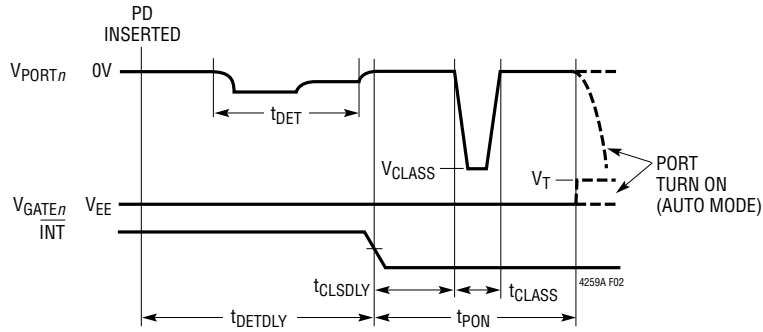 PD
INSERTED
VPORTn 0V
tDET
VCLASS
VT
PORT
TURN ON
(AUTO MODE)
VGATEn VEE
INT
tCLSDLY
tCLASS
4259A F02
tDETDLY
tPON